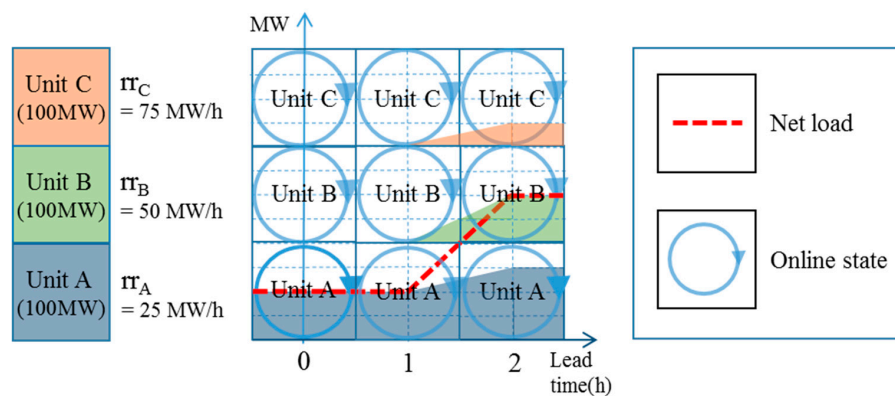 MW
Unit C
(100MW)
rr_C
= 75 MW/h
Unit C
Unit C
Unit C
Unit B
(100MW)
rr_B
= 50 MW/h
Unit B
Unit B
Unit B
Unit A
(100MW)
rr_A
= 25 MW/h
Unit A
Unit A
Unit A
0
1
2
Lead
time(h)
Net load
Online state